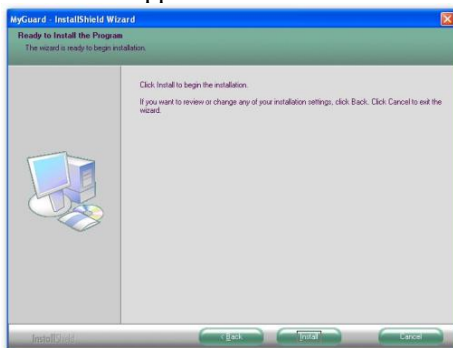 MyGuard - InstallShield Wizard
Ready to Install the Program
The wizard is ready to begin installation.
Click Install to begin the installation.
If you want to review or change any of your installation settings, click Back. Click Cancel to exit the
wizard.
InstallShield
< Back
Install
Cancel